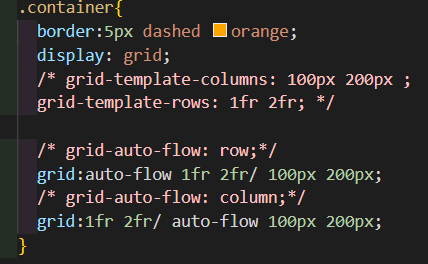 .container{
border:5px dashed orange;
display: grid;
/* grid-template-columns: 100px 200px ;
grid-template-rows: 1fr 2fr; */
/* grid-auto-flow: row;*/
grid:auto-flow 1fr 2fr/ 100px 200px;
/* grid-auto-flow: column;*/
grid:1fr 2fr/ auto-flow 100px 200px;
}